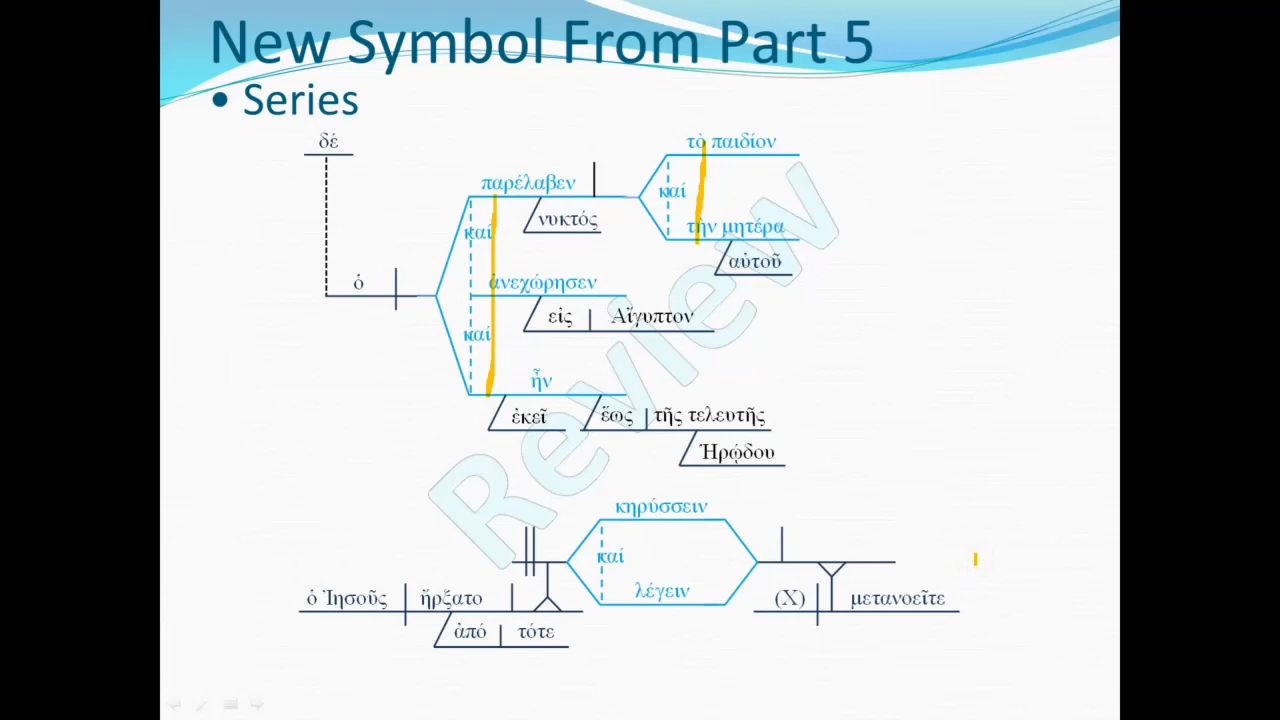 New Symbol From Part 5
• Series
δέ
τὸ παιδίον
παρέλαβεν
καί
νυκτός
τὴν μητέρα
καί
αὐτοῦ
ὁ
ἀνεχώρησεν
εἰς Αἴγυπτον
καί
ἦν
ἐκεῖ ἕως τῆς τελευτῆς
Ἡρῴδου
Review
κηρύσσειν
καί
λέγειν
ὁ Ἰησοῦς ἤρξατο (X) μετανοεῖτε
ἀπό τότε